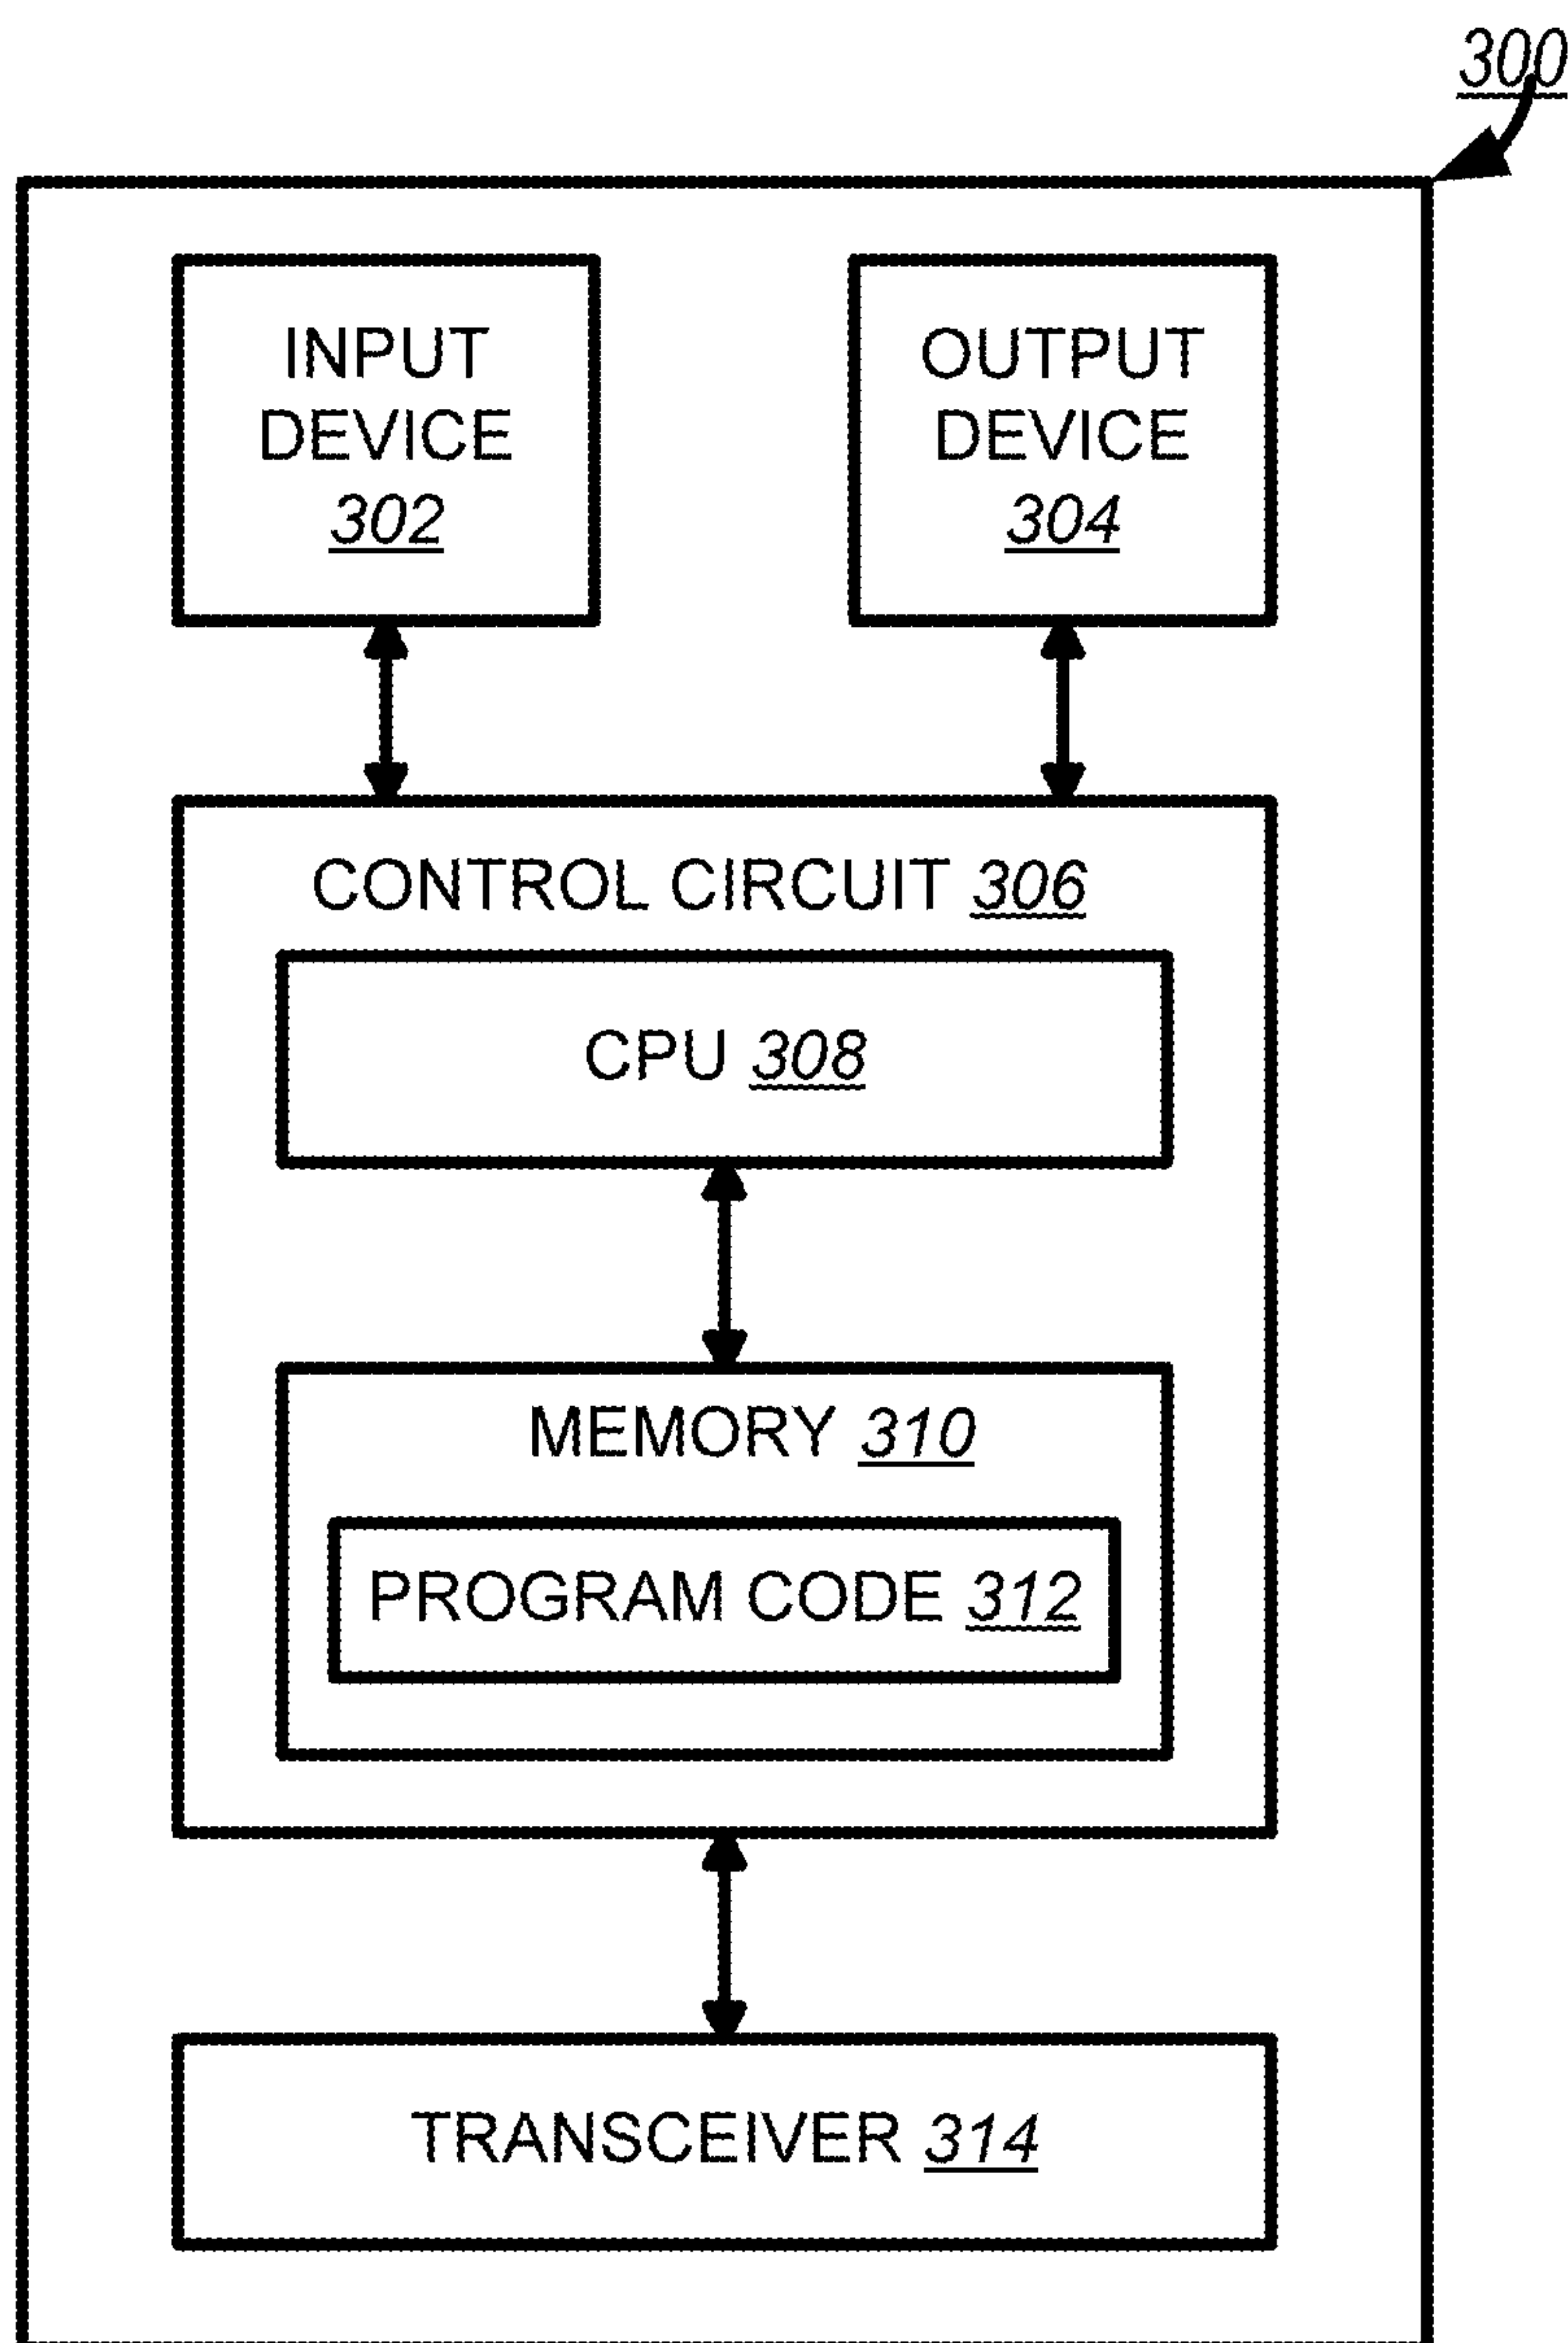 300
INPUT
DEVICE
302
OUTPUT
DEVICE
304
CONTROL CIRCUIT 306
CPU 308
MEMORY 310
PROGRAM CODE 312
TRANSCEIVER 314